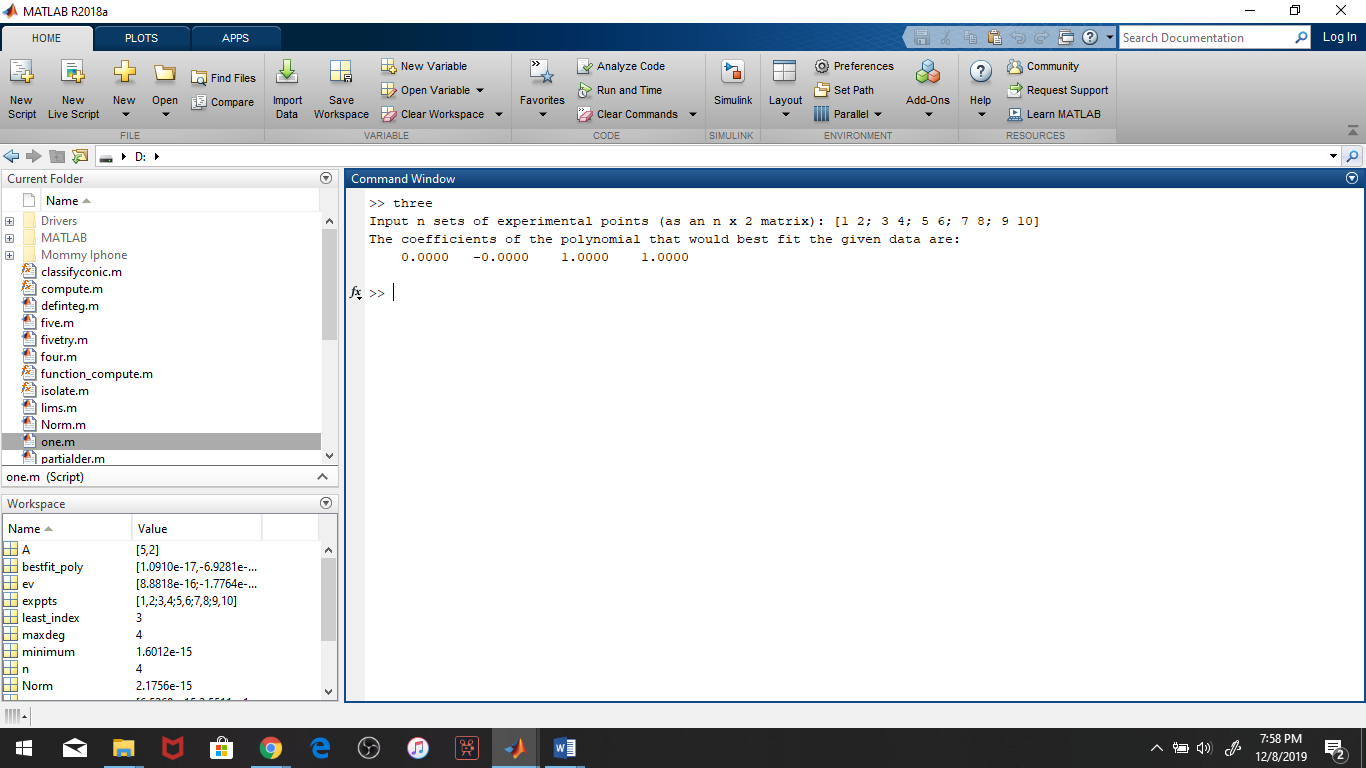 MATLAB R2018a
HOME PLOTS APPS
Search Documentation Log In
New Script
New Live Script
New
Open
Find Files
Compare
FILE
Import Data
Save Workspace
New Variable
Open Variable
Clear Workspace
VARIABLE
Favorites
Analyze Code
Run and Time
Clear Commands
CODE
Simulink
SIMULINK
Layout
Preferences
Set Path
Parallel
Add-Ons
ENVIRONMENT
Help
Community
Request Support
Learn MATLAB
RESOURCES
D:
Current Folder
Name
Drivers
MATLAB
Mommy Iphone
classifyconic.m
compute.m
definteg.m
five.m
fivetry.m
four.m
function_compute.m
isolate.m
lims.m
Norm.m
one.m
partialder.m
one.m (Script)
Workspace
Name Value
A [5,2]
bestfit_poly [1.0910e-17,-6.9281e-...
ev [8.8818e-16;-1.7764e-...
exppts [1,2;3,4;5,6;7,8;9,10]
least_index 3
maxdeg 4
minimum 1.6012e-15
n 4
Norm 2.1756e-15
Command Window
>> three
Input n sets of experimental points (as an n x 2 matrix): [1 2; 3 4; 5 6; 7 8; 9 10]
The coefficients of the polynomial that would best fit the given data are:
0.0000 -0.0000 1.0000 1.0000
fx >>
7:58 PM
12/8/2019
2